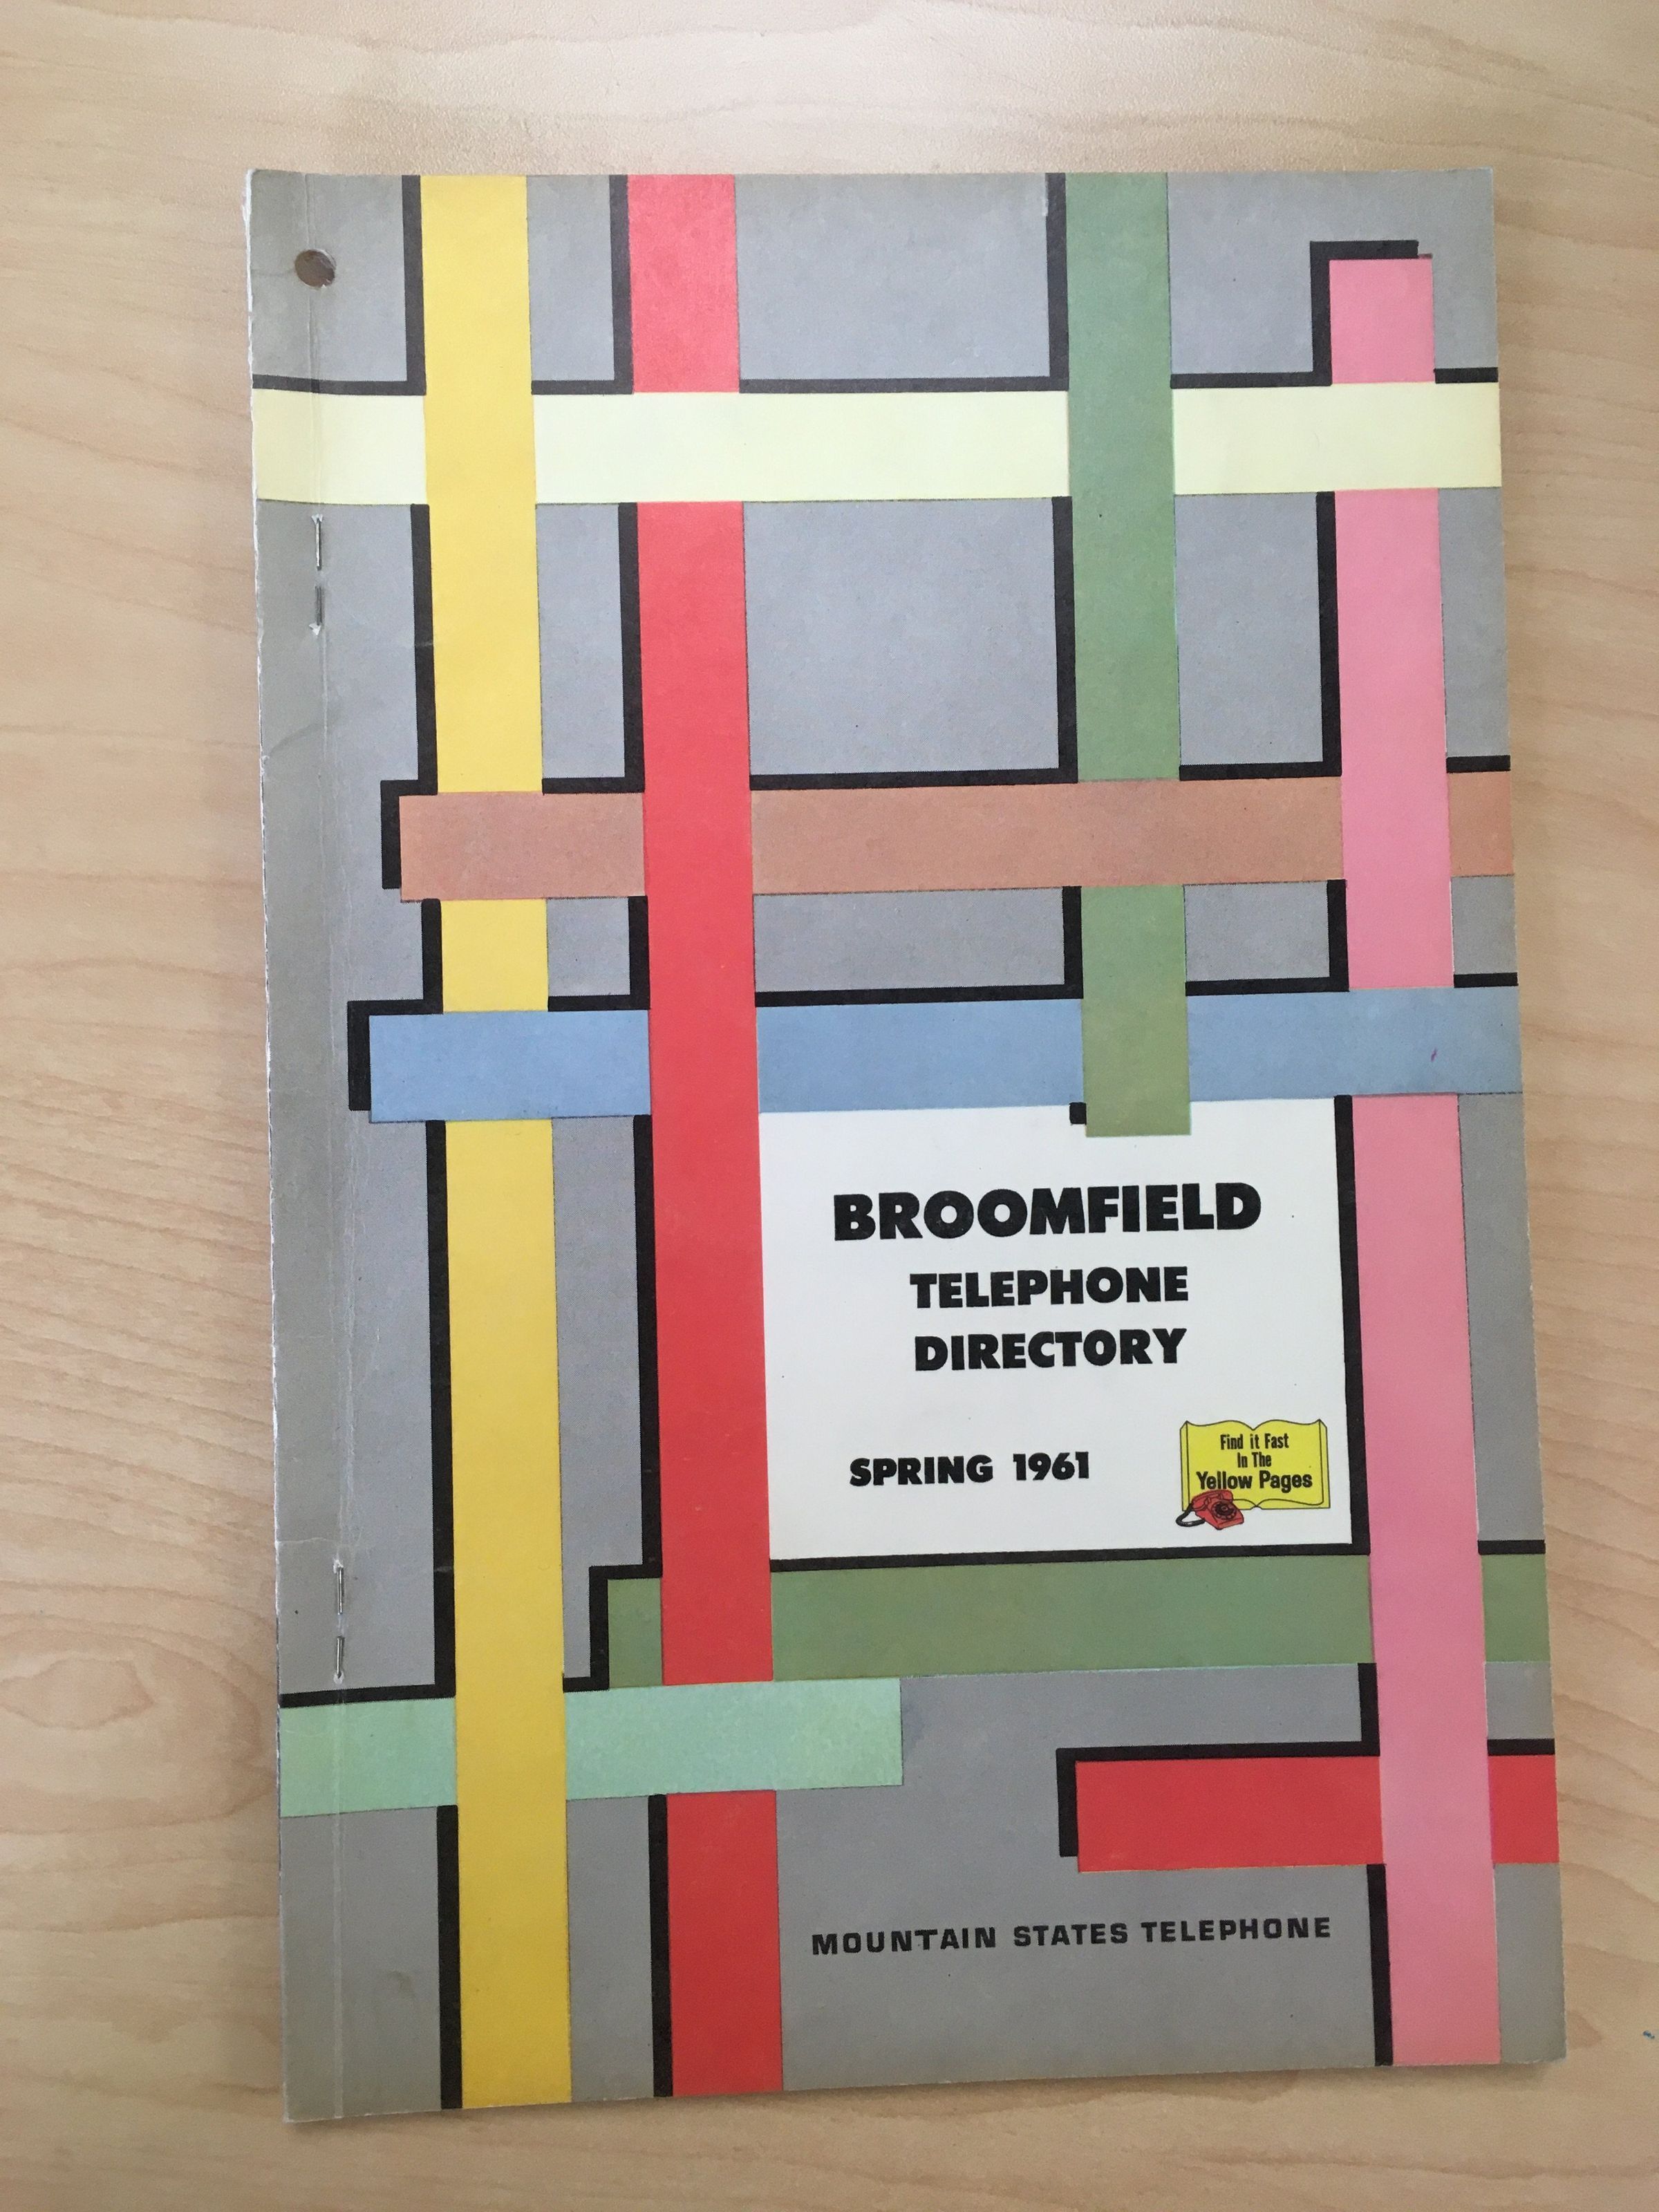 BROOMFIELD
TELEPHONE
DIRECTORY
SPRING 1961
Find it Fast
In The
Yellow Pages
MOUNTAIN STATES TELEPHONE